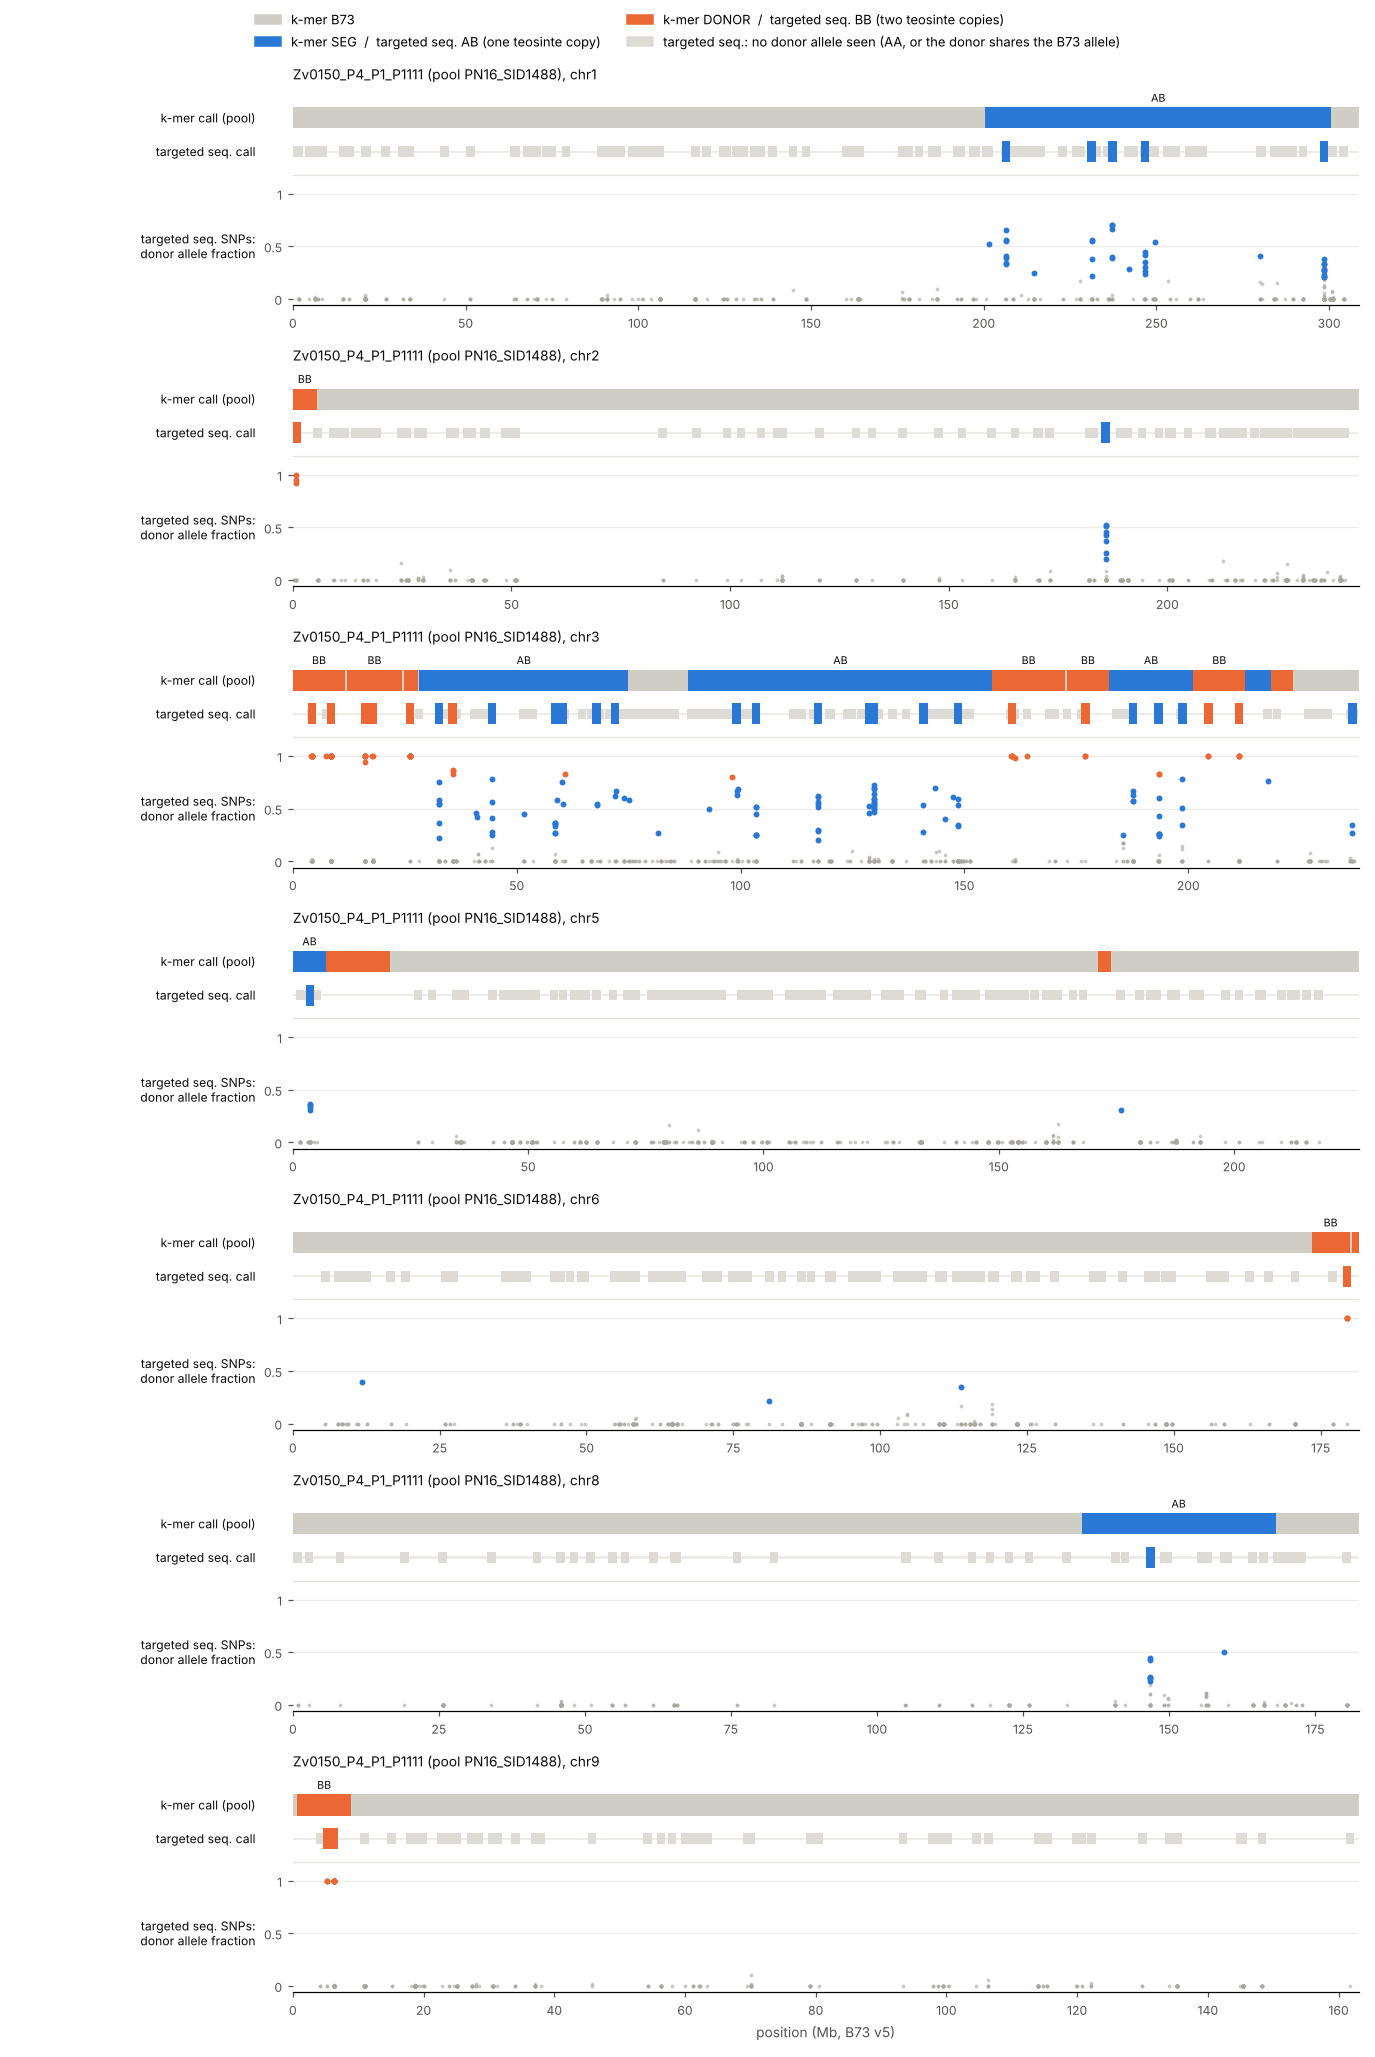 k-mer B73
k-mer DONOR / targeted seq. BB (two teosinte copies)
k-mer SEG / targeted seq. AB (one teosinte copy)
targeted seq.: no donor allele seen (AA, or the donor shares the B73 allele)
Zv0150_P4_P1_P1111 (pool PN16_SID1488), chr1
AB
k-mer call (pool)
targeted seq. call
1
targeted seq. SNPs:
donor allele fraction
0.5
0
0 50 100 150 200 250 300
Zv0150_P4_P1_P1111 (pool PN16_SID1488), chr2
BB
k-mer call (pool)
targeted seq. call
1
targeted seq. SNPs:
donor allele fraction
0.5
0
0 50 100 150 200
Zv0150_P4_P1_P1111 (pool PN16_SID1488), chr3
BB BB AB AB BB BB AB BB
k-mer call (pool)
targeted seq. call
1
targeted seq. SNPs:
donor allele fraction
0.5
0
0 50 100 150 200
Zv0150_P4_P1_P1111 (pool PN16_SID1488), chr5
AB
k-mer call (pool)
targeted seq. call
1
targeted seq. SNPs:
donor allele fraction
0.5
0
0 50 100 150 200
Zv0150_P4_P1_P1111 (pool PN16_SID1488), chr6
BB
k-mer call (pool)
targeted seq. call
1
targeted seq. SNPs:
donor allele fraction
0.5
0
0 25 50 75 100 125 150 175
Zv0150_P4_P1_P1111 (pool PN16_SID1488), chr8
AB
k-mer call (pool)
targeted seq. call
1
targeted seq. SNPs:
donor allele fraction
0.5
0
0 25 50 75 100 125 150 175
Zv0150_P4_P1_P1111 (pool PN16_SID1488), chr9
BB
k-mer call (pool)
targeted seq. call
1
targeted seq. SNPs:
donor allele fraction
0.5
0
0 20 40 60 80 100 120 140 160
position (Mb, B73 v5)